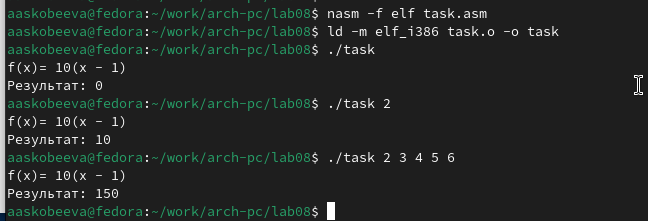 aaskobeeva@fedora:~/work/arch-pc/lab08$ nasm -f elf task.asm
aaskobeeva@fedora:~/work/arch-pc/lab08$ ld -m elf_i386 task.o -o task
aaskobeeva@fedora:~/work/arch-pc/lab08$ ./task
f(x)= 10(x - 1)
Результат: 0
aaskobeeva@fedora:~/work/arch-pc/lab08$ ./task 2
f(x)= 10(x - 1)
Результат: 10
aaskobeeva@fedora:~/work/arch-pc/lab08$ ./task 2 3 4 5 6
f(x)= 10(x - 1)
Результат: 150
aaskobeeva@fedora:~/work/arch-pc/lab08$